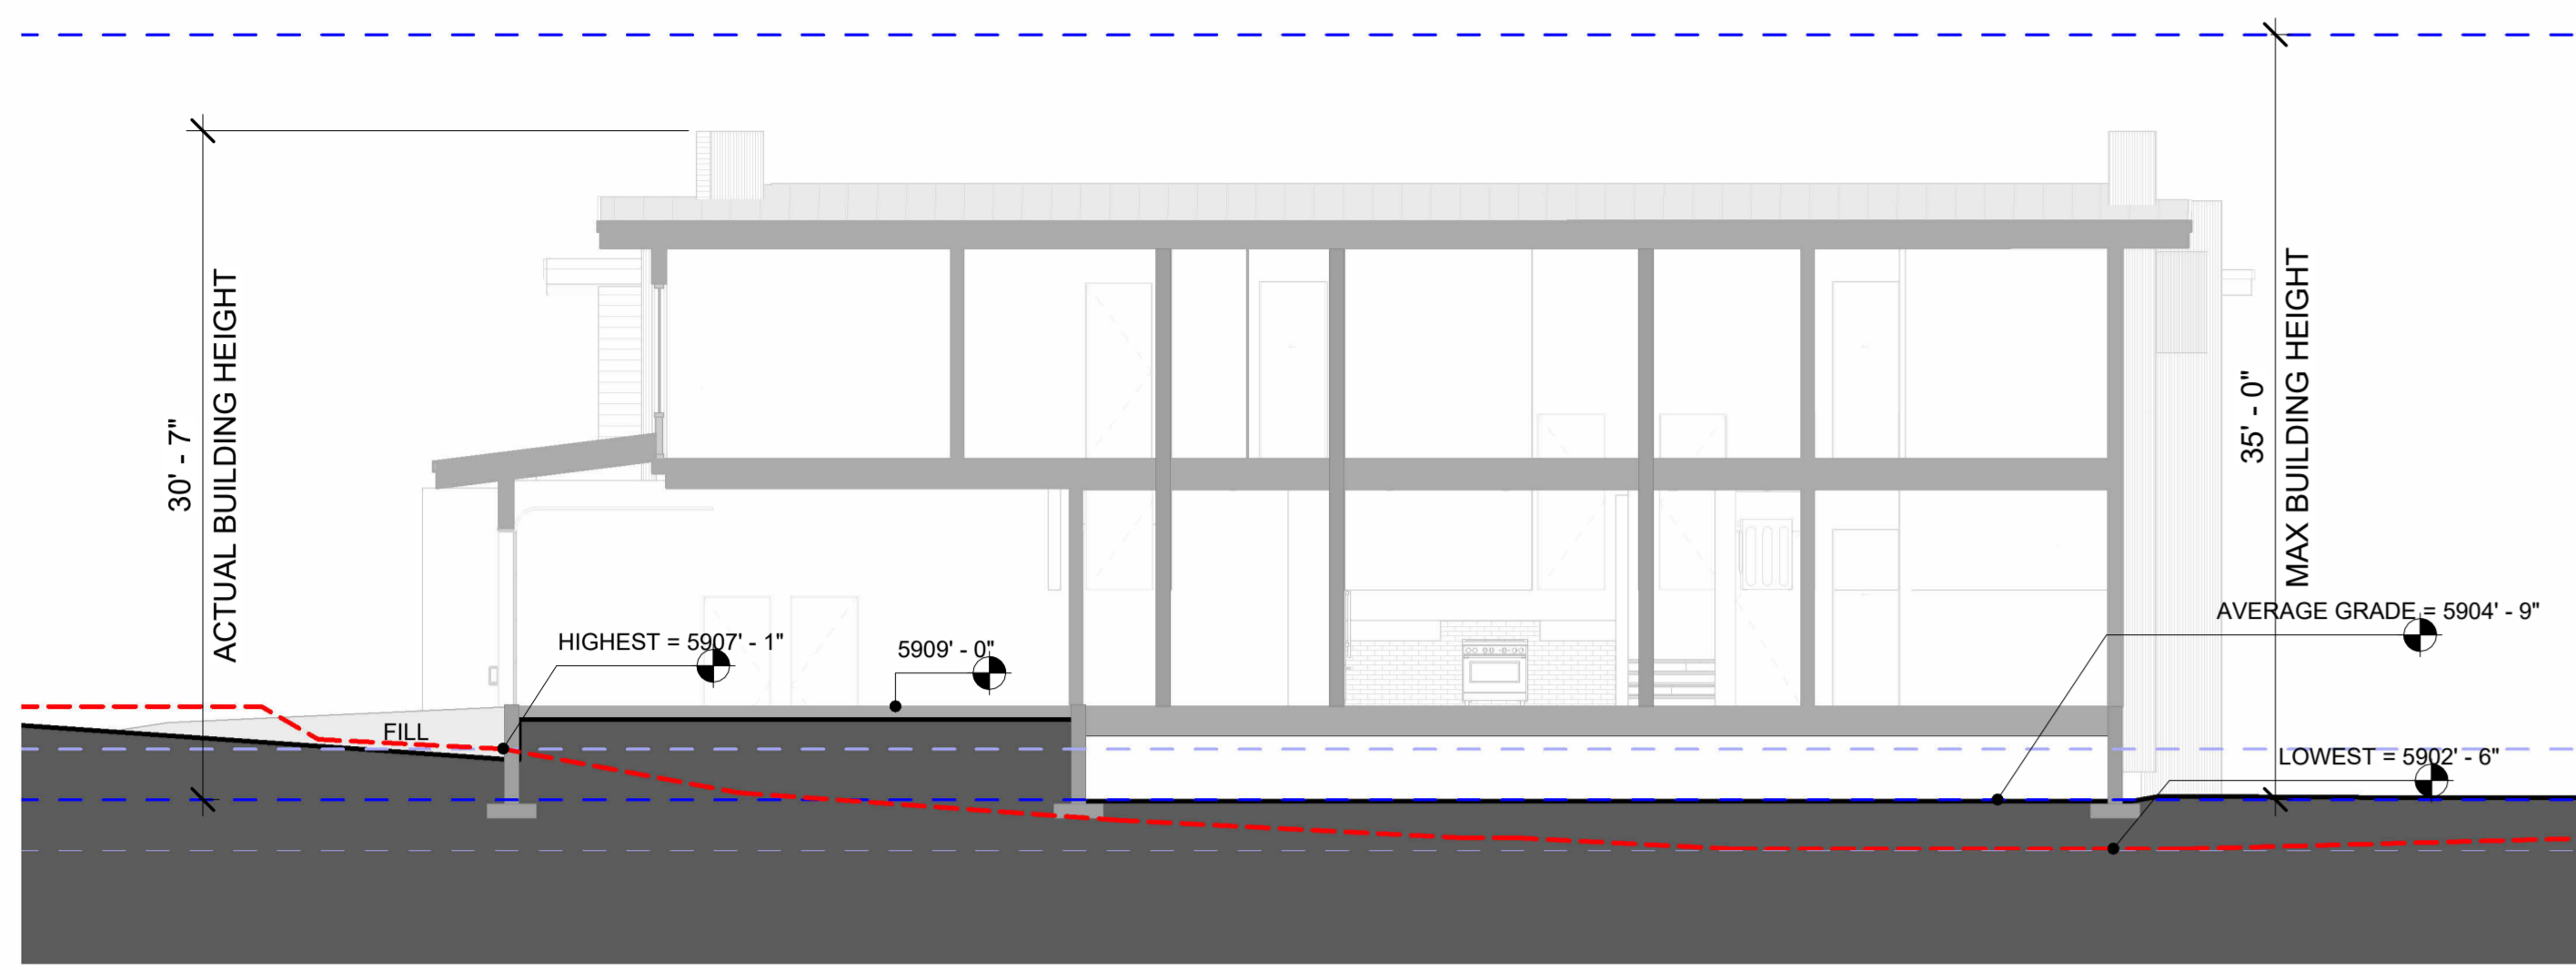 30' - 7"
ACTUAL BUILDING HEIGHT
35' - 0"
MAX BUILDING HEIGHT
AVERAGE GRADE = 5904' - 9"
HIGHEST = 5907' - 1"
5909' - 0"
FILL
LOWEST = 5902' - 6"